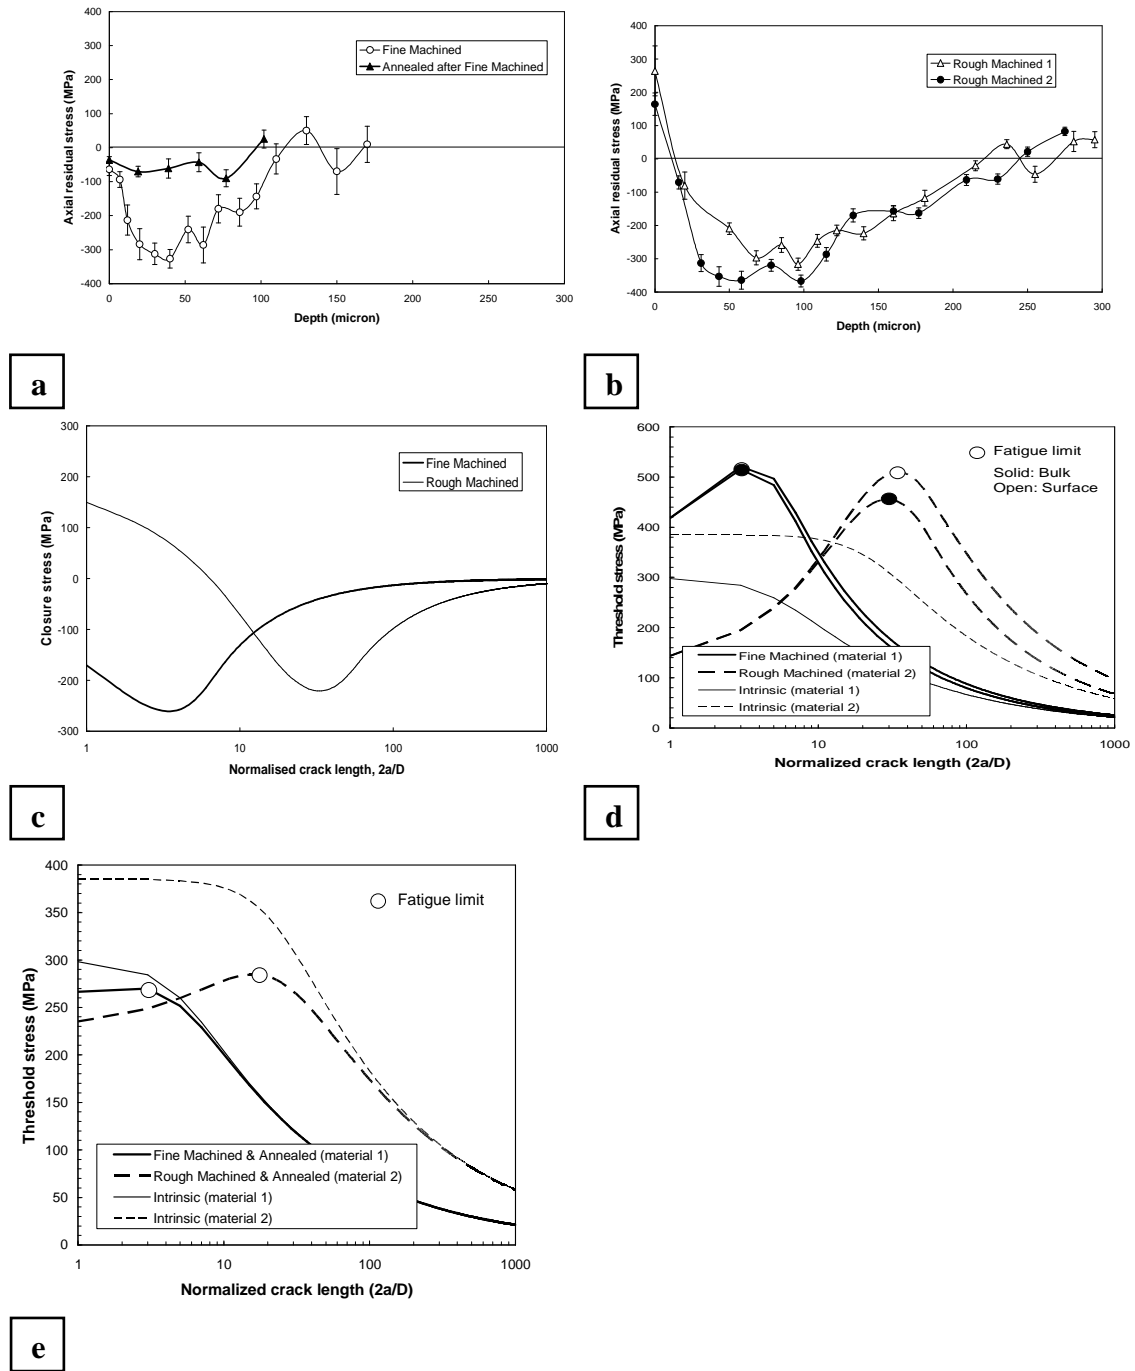 400
300
200
100
0
-100
-200
-300
-400
Axial residual stress (MPa)
Fine Machined
Annealed after Fine Machined
0 50 100 150 200 250 300
Depth (micron)
a
400
300
200
100
0
-100
-200
-300
-400
Axial residual stress (MPa)
Rough Machined 1
Rough Machined 2
0 50 100 150 200 250 300
Depth (micron)
b
300
200
100
0
-100
-200
-300
Closure stress (MPa)
Fine Machined
Rough Machined
1 10 100 1000
Normalised crack length, 2a/D
c
600
500
400
300
200
100
0
Threshold stress (MPa)
Fatigue limit
Solid: Bulk
Open: Surface
Fine Machined (material 1)
Rough Machined (material 2)
Intrinsic (material 1)
Intrinsic (material 2)
1 10 100 1000
Normalized crack length (2a/D)
d
400
350
300
250
200
150
100
50
0
Threshold stress (MPa)
Fatigue limit
Fine Machined & Annealed (material 1)
Rough Machined & Annealed (material 2)
Intrinsic (material 1)
Intrinsic (material 2)
1 10 100 1000
Normalized crack length (2a/D)
e